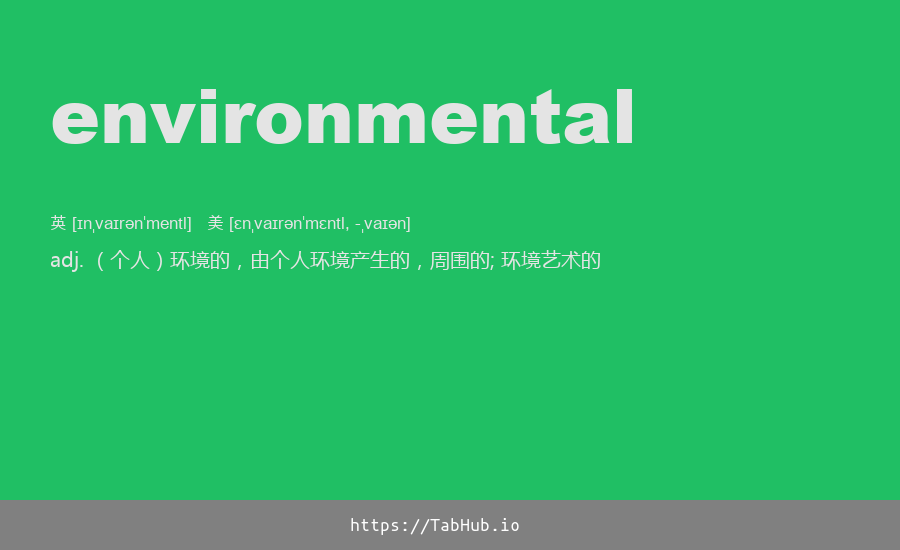 environmental
英 [ɪnˌvaɪrənˈmentl] 美 [ɛnˌvaɪrənˈmɛntl, -ˌvaɪən]
adj. （个人）环境的，由个人环境产生的，周围的; 环境艺术的
https://TabHub.io